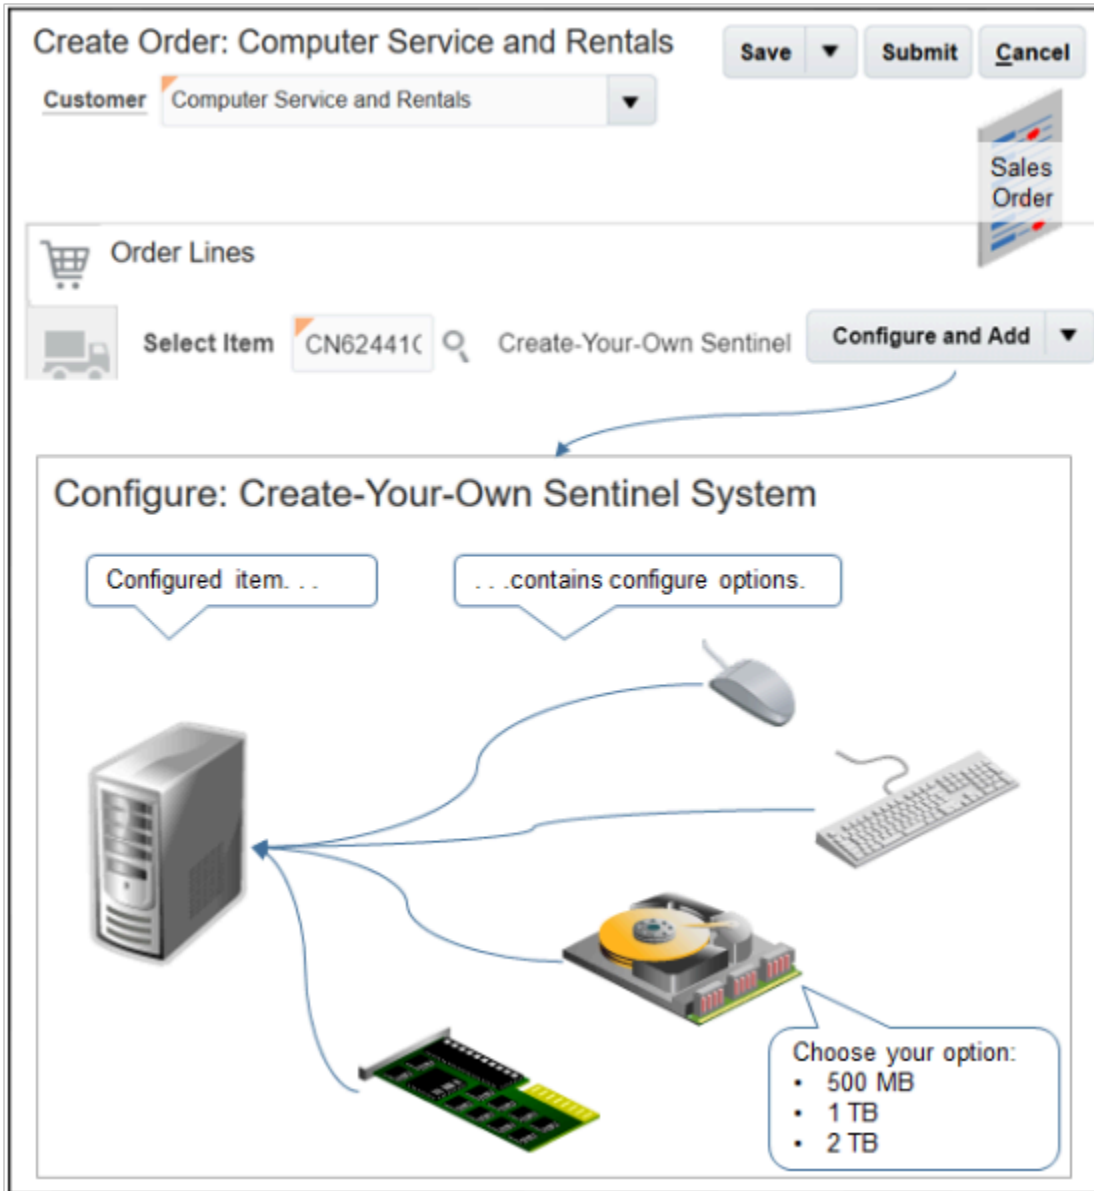 Create Order: Computer Service and Rentals
Save
Submit
Cancel
Customer
Computer Service and Rentals
Sales
Order
Order Lines
Select Item
CN62441(
Create-Your-Own Sentinel
Configure and Add
Configure: Create-Your-Own Sentinel System
Configured item. . .
. . .contains configure options.
Choose your option:
• 500 MB
• 1 TB
• 2 TB